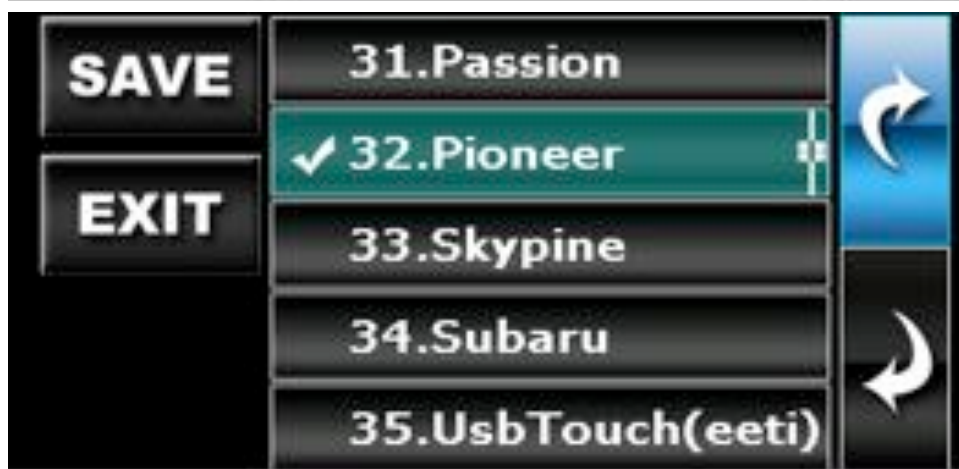 SAVE
EXIT
31.Passion
32.Pioneer
33.Skypine
34.Subaru
35.UsbTouch(eeti)